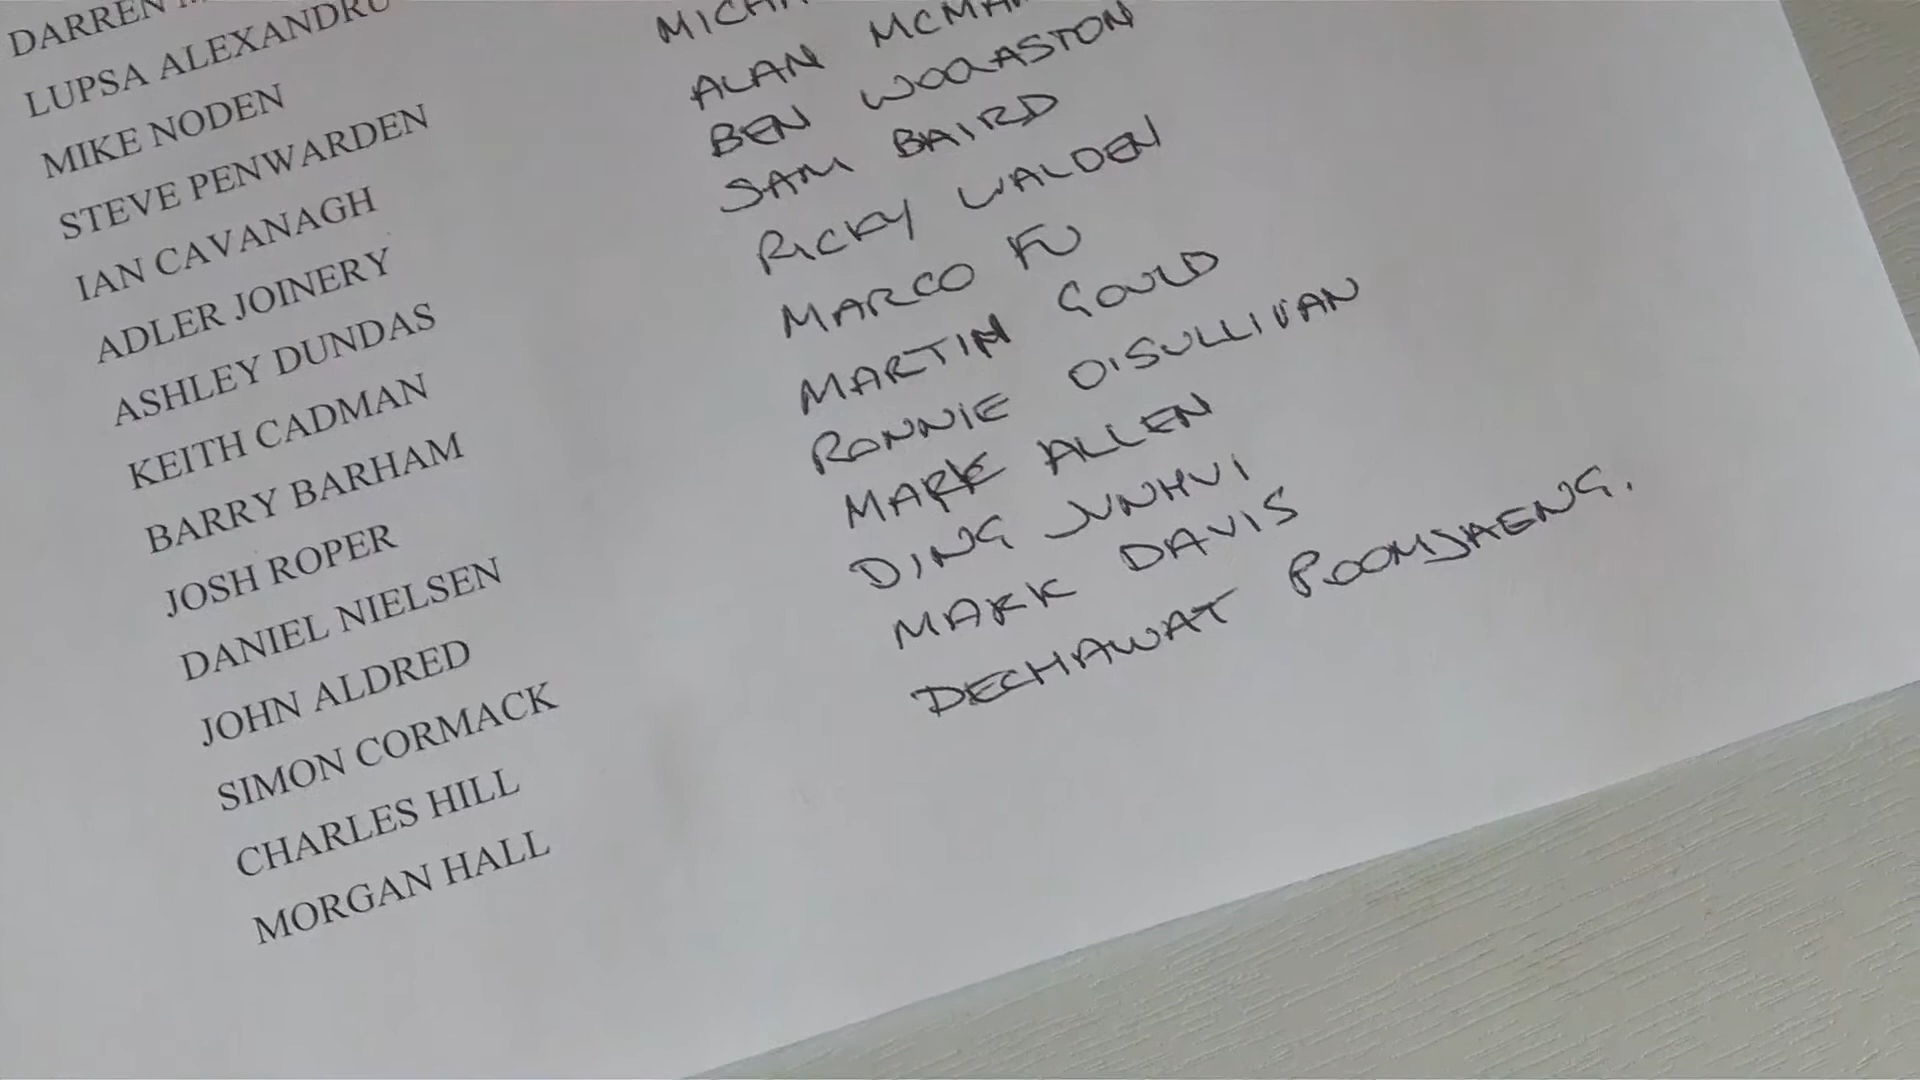 DARREN
LUPSA ALEXANDRU
MIKE NODEN
STEVE PENWARDEN
IAN CAVANAGH
ADLER JOINERY
ASHLEY DUNDAS
KEITH CADMAN
BARRY BARHAM
JOSH ROPER
DANIEL NIELSEN
JOHN ALDRED
SIMON CORMACK
CHARLES HILL
MORGAN HALL
ALAN
BEN WOOLASTON
SAM BAIRD
RICKY WALDEN
MARCO FU
MARTIN GOULD
RONNIE O'SULLIVAN
MARK ALLEN
DING JUNHUI
MARK DAVIS
DECHAWAT POOMJAENG.